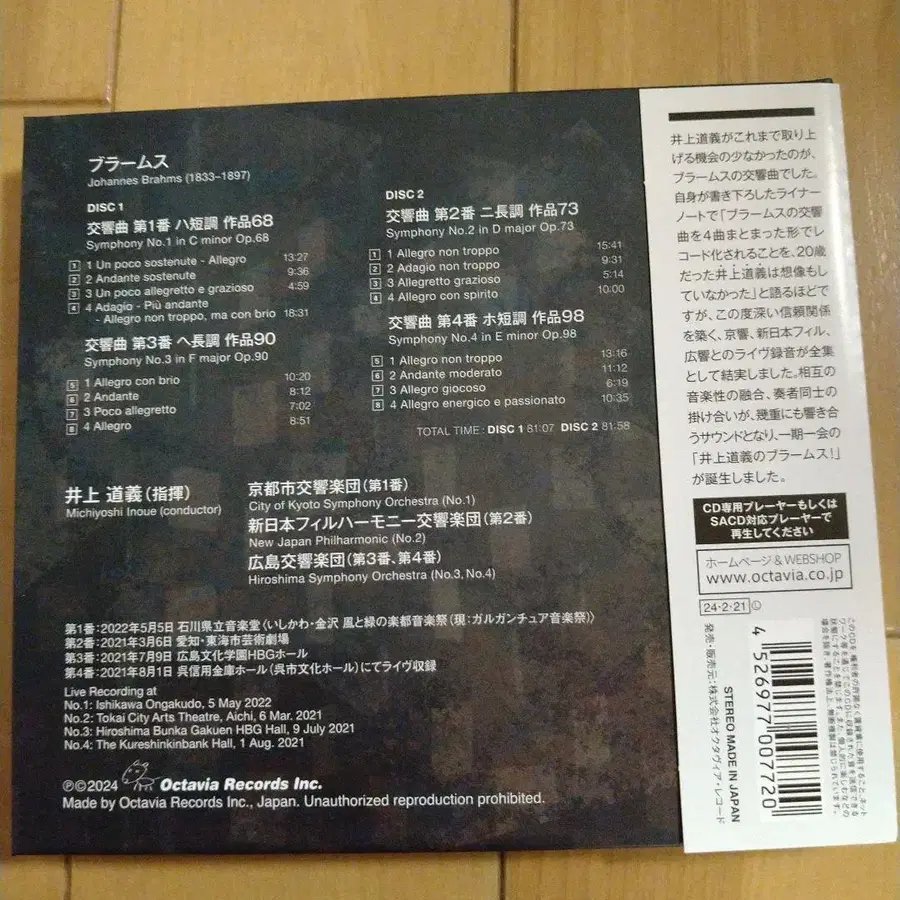 ブラームス
Johannes Brahms (1833–1897)
DISC 1
交響曲 第1番 ハ短調 作品68
Symphony No.1 in C minor Op.68
1 1 Un poco sostenute - Allegro 13:27
2 2 Andante sostenute 9:36
3 3 Un poco allegretto e grazioso 4:59
4 4 Adagio - Più andante
- Allegro non troppo, ma con brio 18:31
交響曲 第3番 ヘ長調 作品90
Symphony No.3 in F major Op.90
5 1 Allegro con brio 10:20
6 2 Andante 8:12
7 3 Poco allegretto 7:02
8 4 Allegro 8:51
DISC 2
交響曲 第2番 ニ長調 作品73
Symphony No.2 in D major Op.73
1 1 Allegro non troppo 15:41
2 2 Adagio non troppo 9:31
3 3 Allegretto grazioso 5:14
4 4 Allegro con spirito 10:00
交響曲 第4番 ホ短調 作品98
Symphony No.4 in E minor Op.98
5 1 Allegro non troppo 13:16
6 2 Andante moderato 11:12
7 3 Allegro giocoso 6:19
8 4 Allegro energico e passionato 10:35
TOTAL TIME : DISC 1 81:07 DISC 2 81:58
井上 道義(指揮)
Michiyoshi Inoue (conductor)
京都市交響楽団(第1番)
City of Kyoto Symphony Orchestra (No.1)
新日本フィルハーモニー交響楽団(第2番)
New Japan Philharmonic (No.2)
広島交響楽団(第3番、第4番)
Hiroshima Symphony Orchestra (No.3, No.4)
第1番:2022年5月5日 石川県立音楽堂〈いしかわ・金沢 風と緑の楽都音楽祭(現:ガルガンチュア音楽祭)〉
第2番:2021年3月6日 愛知・東海市芸術劇場
第3番:2021年7月9日 広島文化学園HBGホール
第4番:2021年8月1日 呉信用金庫ホール(呉市文化ホール)にてライヴ収録
Live Recording at
No.1: Ishikawa Ongakudo, 5 May 2022
No.2: Tokai City Arts Theatre, Aichi, 6 Mar. 2021
No.3: Hiroshima Bunka Gakuen HBG Hall, 9 July 2021
No.4: The Kureshinkinbank Hall, 1 Aug. 2021
℗©2024 Octavia Records Inc.
Made by Octavia Records Inc., Japan. Unauthorized reproduction prohibited.
井上道義がこれまで取り上
げる機会の少なかったのが、
ブラームスの交響曲でした。
自身が書き下ろしたライナー
ノートで「ブラームスの交響
曲を4曲まとまった形でレ
コード化されることを、20歳
だった井上道義は想像もし
ていなかった」と語るほどで
すが、この度深い信頼関係
を築く、京響、新日本フィル、
広響とのライヴ録音が全集
として結実しました。相互の
音楽性の融合、奏者同士の
掛け合いが、幾重にも響き合
うサウンドとなり、一期一会の
「井上道義のブラームス!」
が誕生しました。
CD専用プレーヤーもしくは
SACD対応プレーヤーで
再生してください
ホームページ&WEBSHOP
www.octavia.co.jp
24・2・21 Ⓛ
発売・販売元:株式会社オクタヴィア・レコード
STEREO MADE IN JAPAN
4 526977 007720